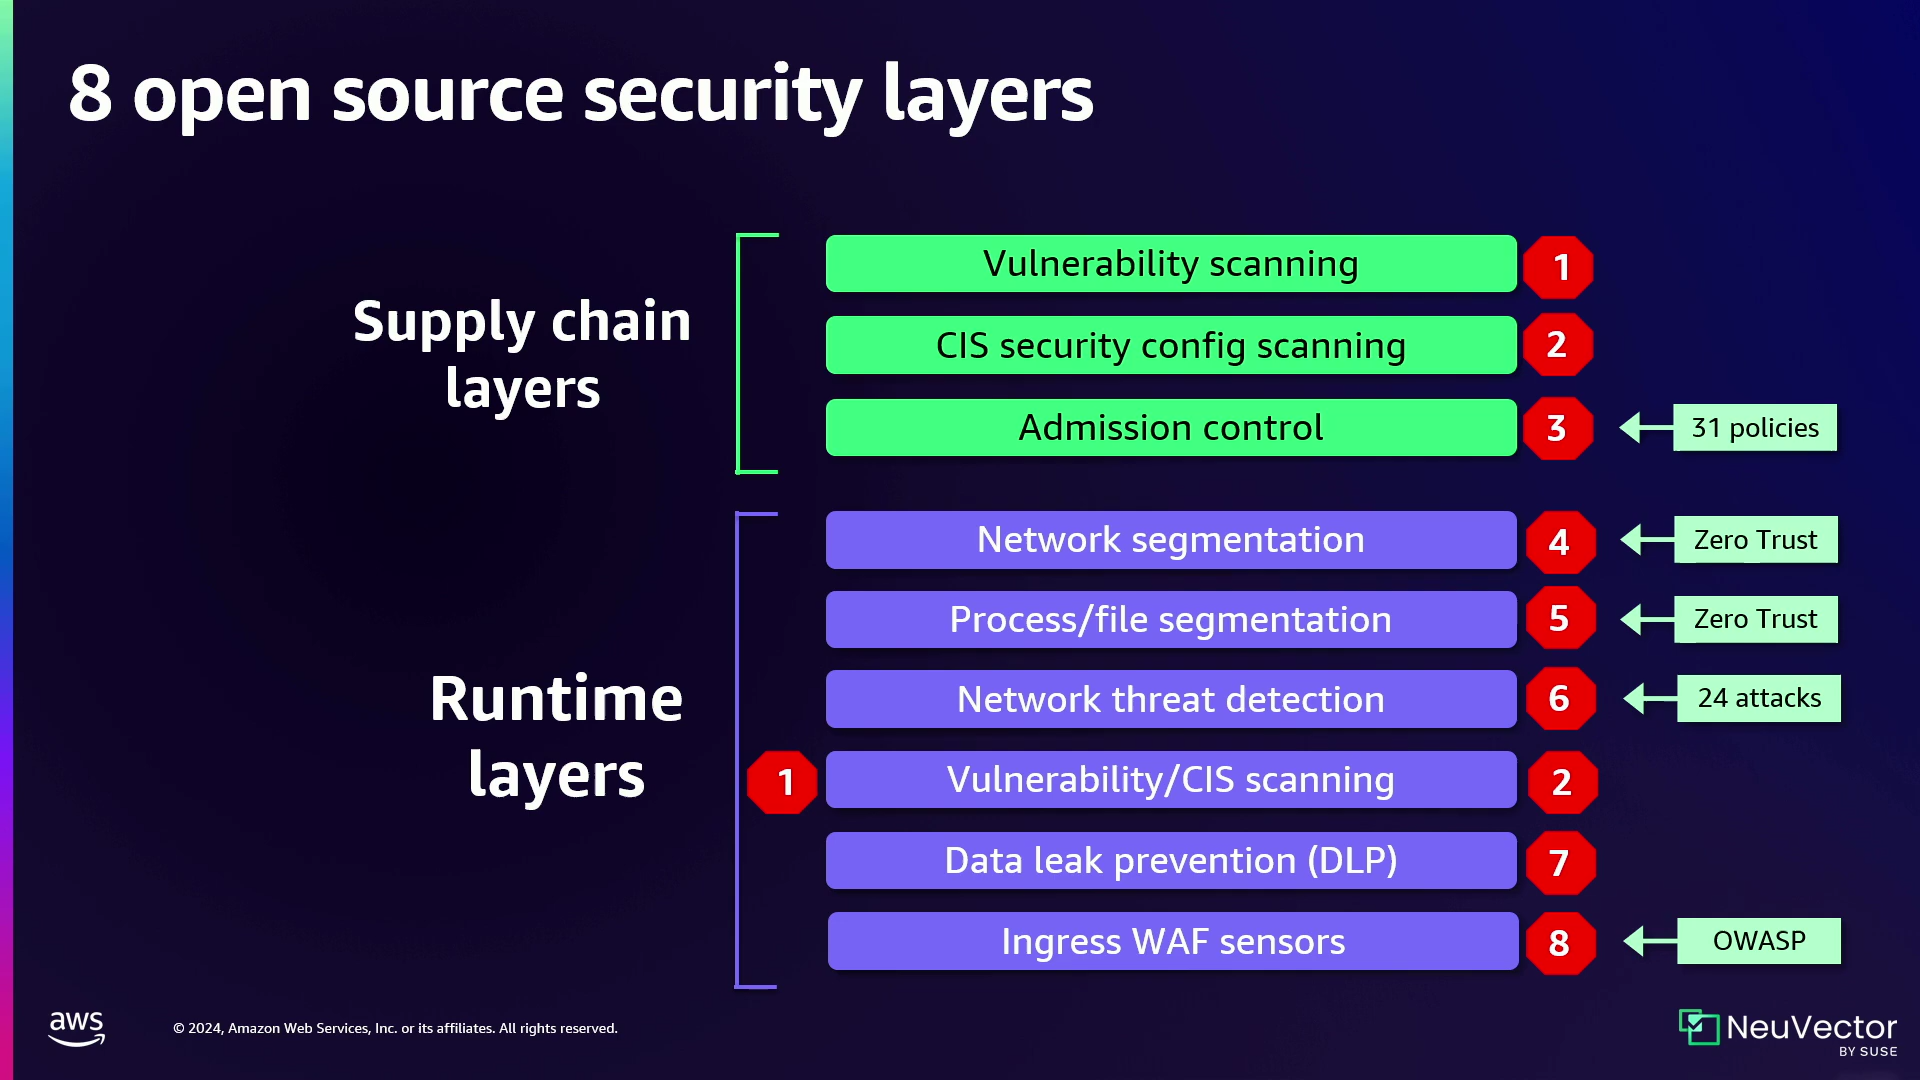 8 open source security layers
Supply chain
layers
Vulnerability scanning
1
CIS security config scanning
2
Admission control
3
31 policies
Runtime
layers
Network segmentation
4
Zero Trust
Process/file segmentation
5
Zero Trust
Network threat detection
6
24 attacks
1
Vulnerability/CIS scanning
2
Data leak prevention (DLP)
7
Ingress WAF sensors
8
OWASP
aws
© 2024, Amazon Web Services, Inc. or its affiliates. All rights reserved.
NeuVector
BY SUSE